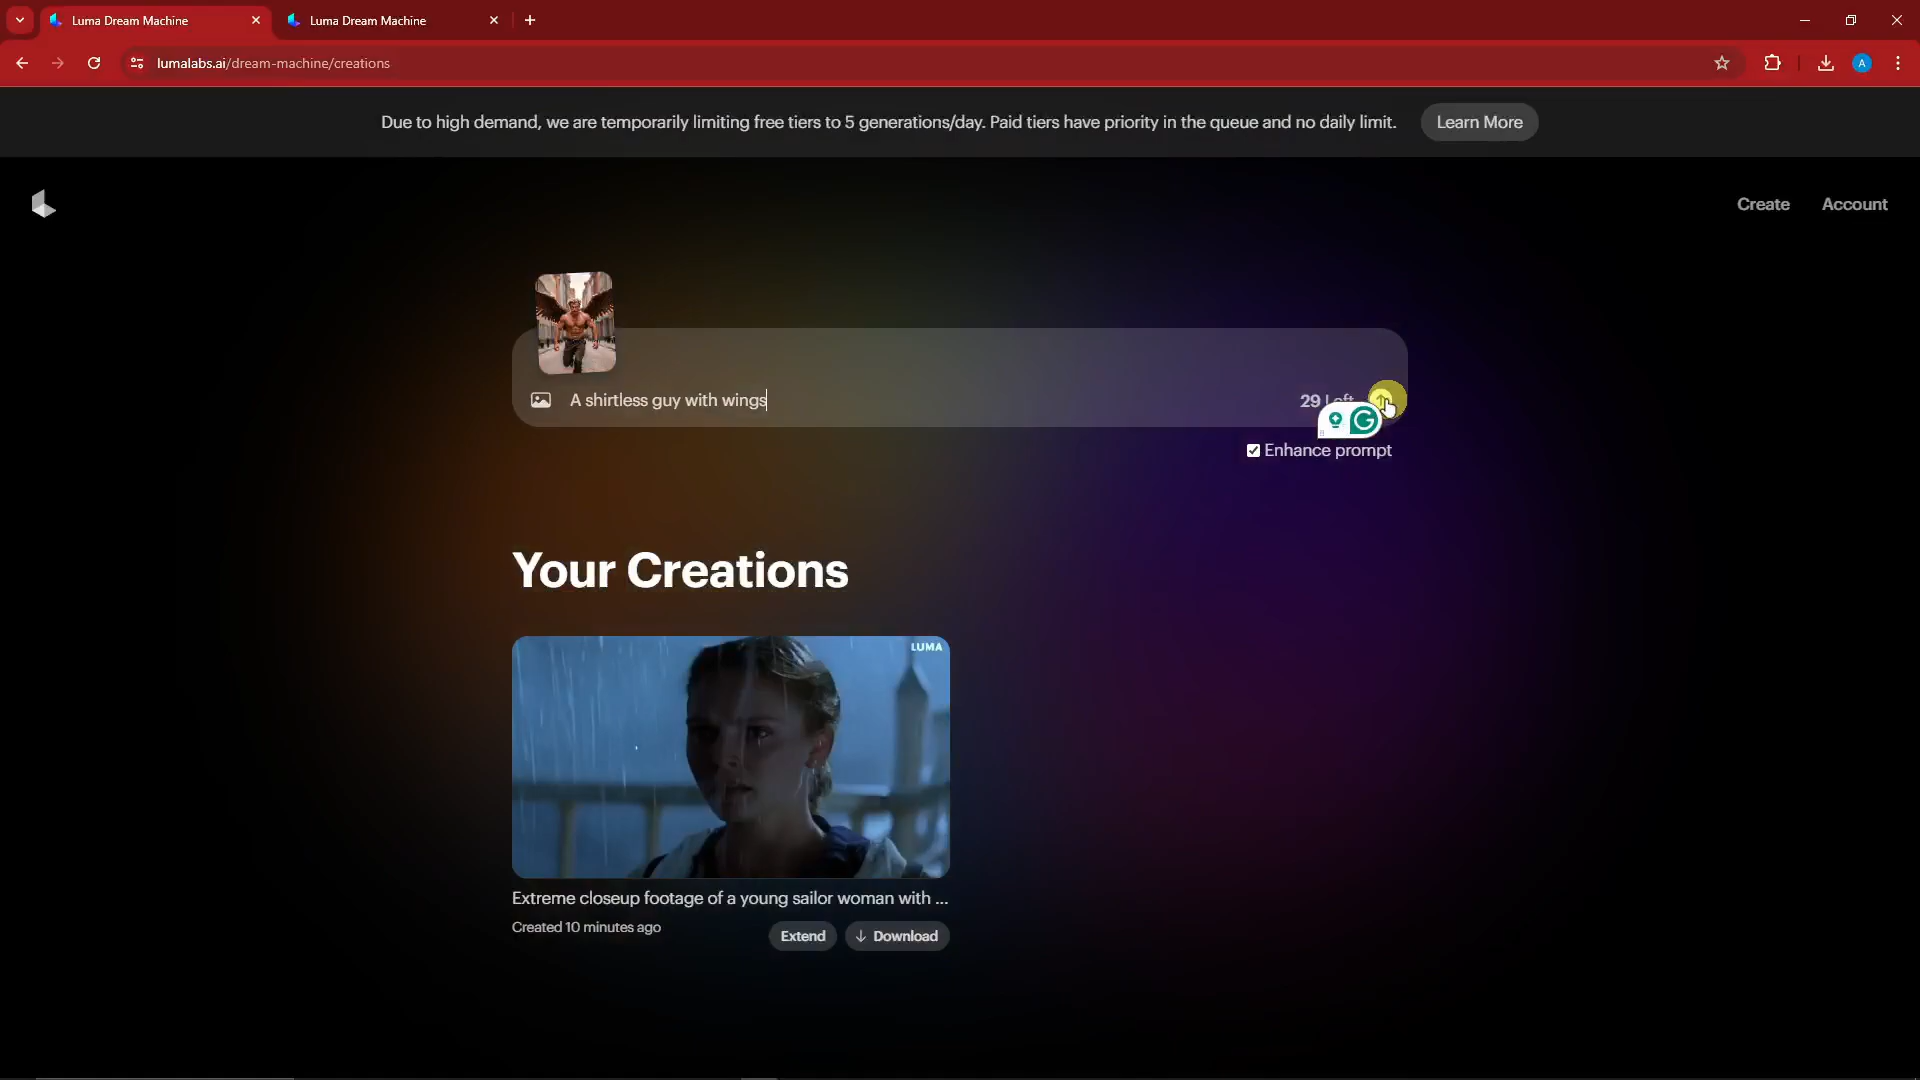 Luma Dream Machine
Luma Dream Machine
lumalabs.ai/dream-machine/creations
A
Due to high demand, we are temporarily limiting free tiers to 5 generations/day. Paid tiers have priority in the queue and no daily limit.
Learn More
Create
Account
A shirtless guy with wings
29 Left
Enhance prompt
Your Creations
LUMA
Extreme closeup footage of a young sailor woman with ...
Created 10 minutes ago
Extend
Download